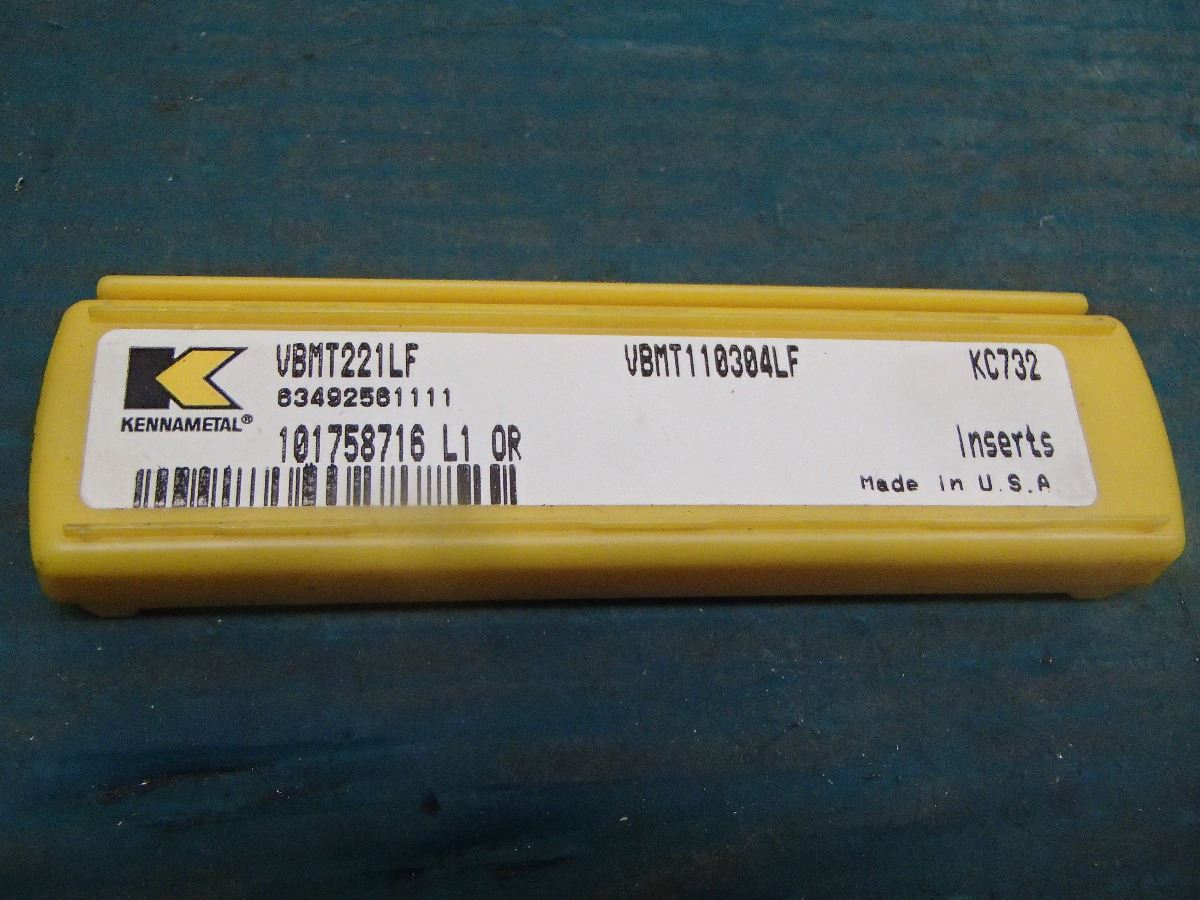 VBMT221LF VBMT110304LF KC732
63492561111
KENNAMETAL®
101758716 L1 OR Inserts
Made in U.S.A